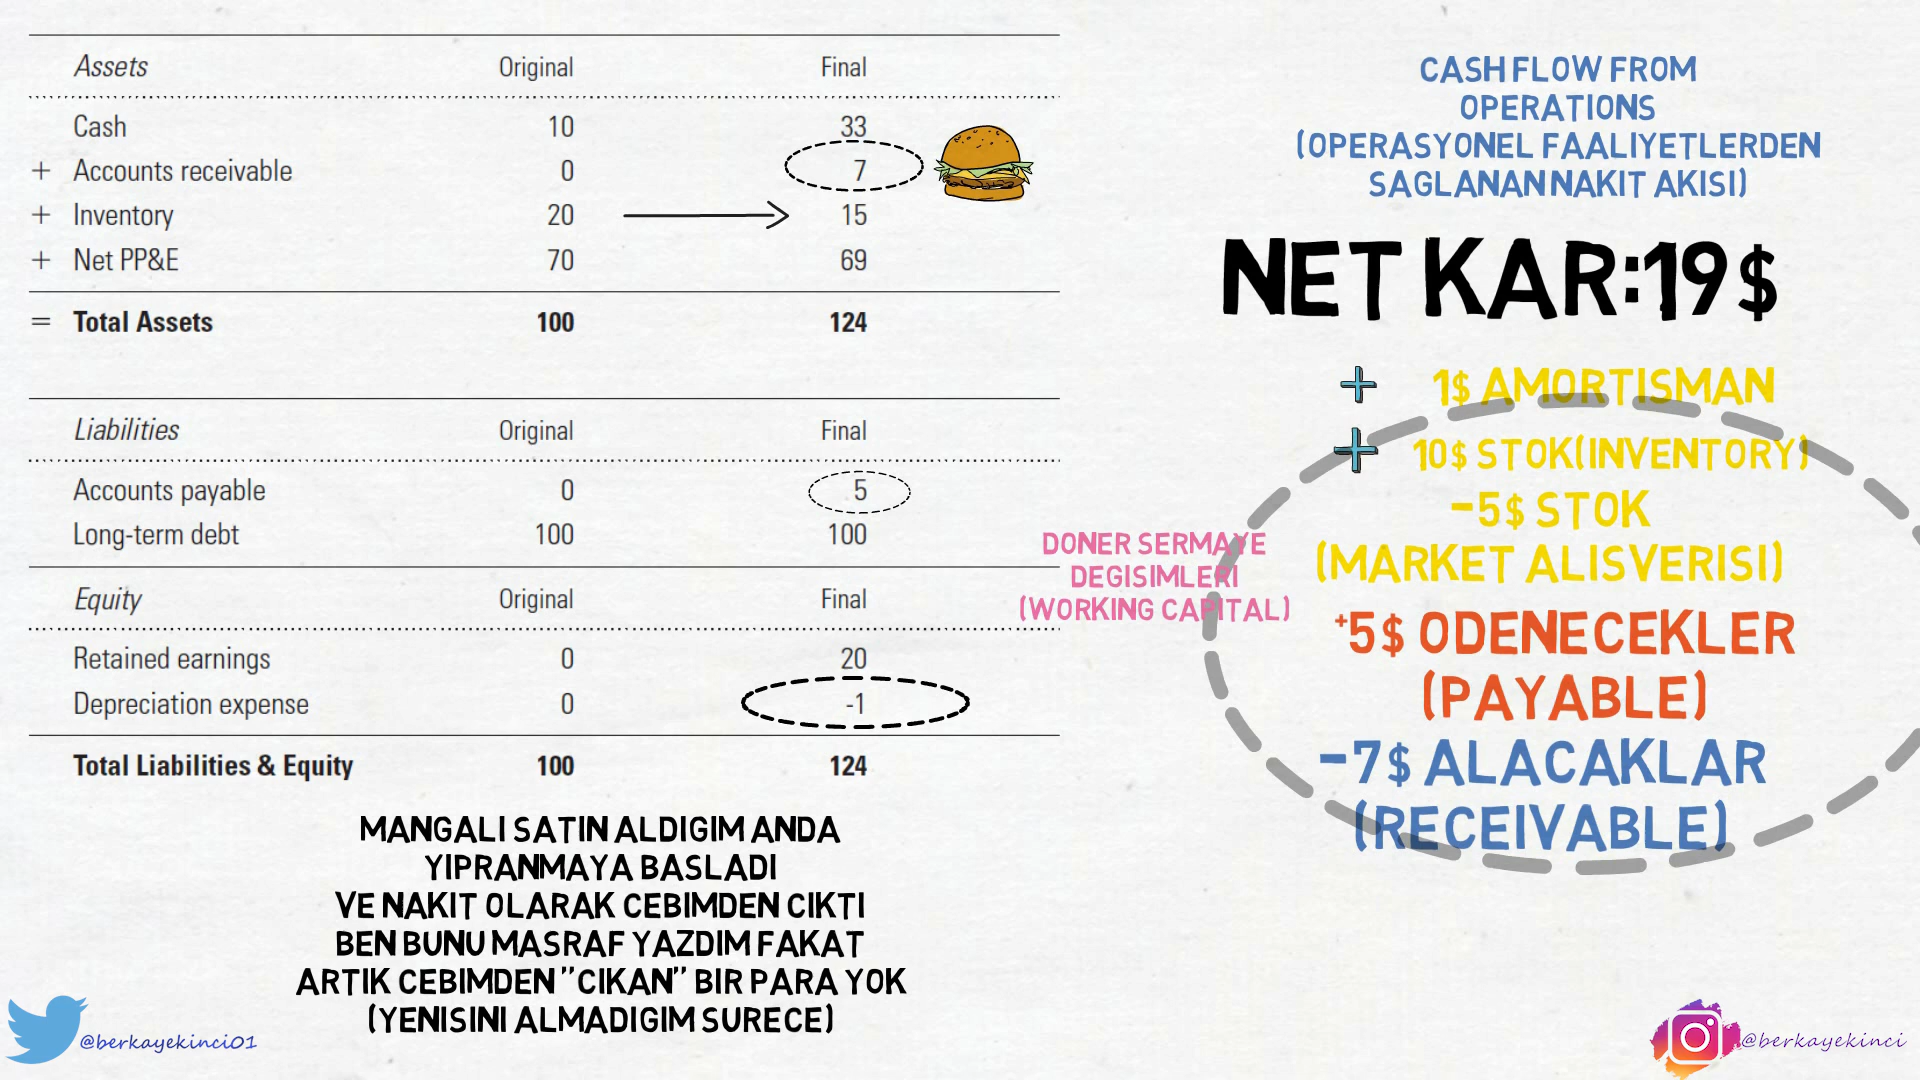 Assets Original Final
Cash 10 33
+ Accounts receivable 0 7
+ Inventory 20 15
+ Net PP&E 70 69
= Total Assets 100 124
Liabilities Original Final
Accounts payable 0 5
Long-term debt 100 100
Equity Original Final
Retained earnings 0 20
Depreciation expense 0 -1
Total Liabilities & Equity 100 124
MANGALI SATIN ALDIGIM ANDA
YIPRANMAYA BASLADI
VE NAKIT OLARAK CEBIMDEN CIKTI
BEN BUNU MASRAF YAZDIM FAKAT
ARTIK CEBIMDEN "CIKAN" BIR PARA YOK
(YENISINI ALMADIGIM SURECE)
@berkayekinci01
CASH FLOW FROM
OPERATIONS
(OPERASYONEL FAALIYETLERDEN
SAGLANAN NAKIT AKISI)
NET KAR:19$
+ 1$ AMORTISMAN
+ 10$ STOK(INVENTORY)
-5$ STOK
(MARKET ALISVERISI)
+5$ ODENECEKLER
(PAYABLE)
-7$ ALACAKLAR
(RECEIVABLE)
DONER SERMAYE
DEGISIMLERI
(WORKING CAPITAL)
@berkayekinci